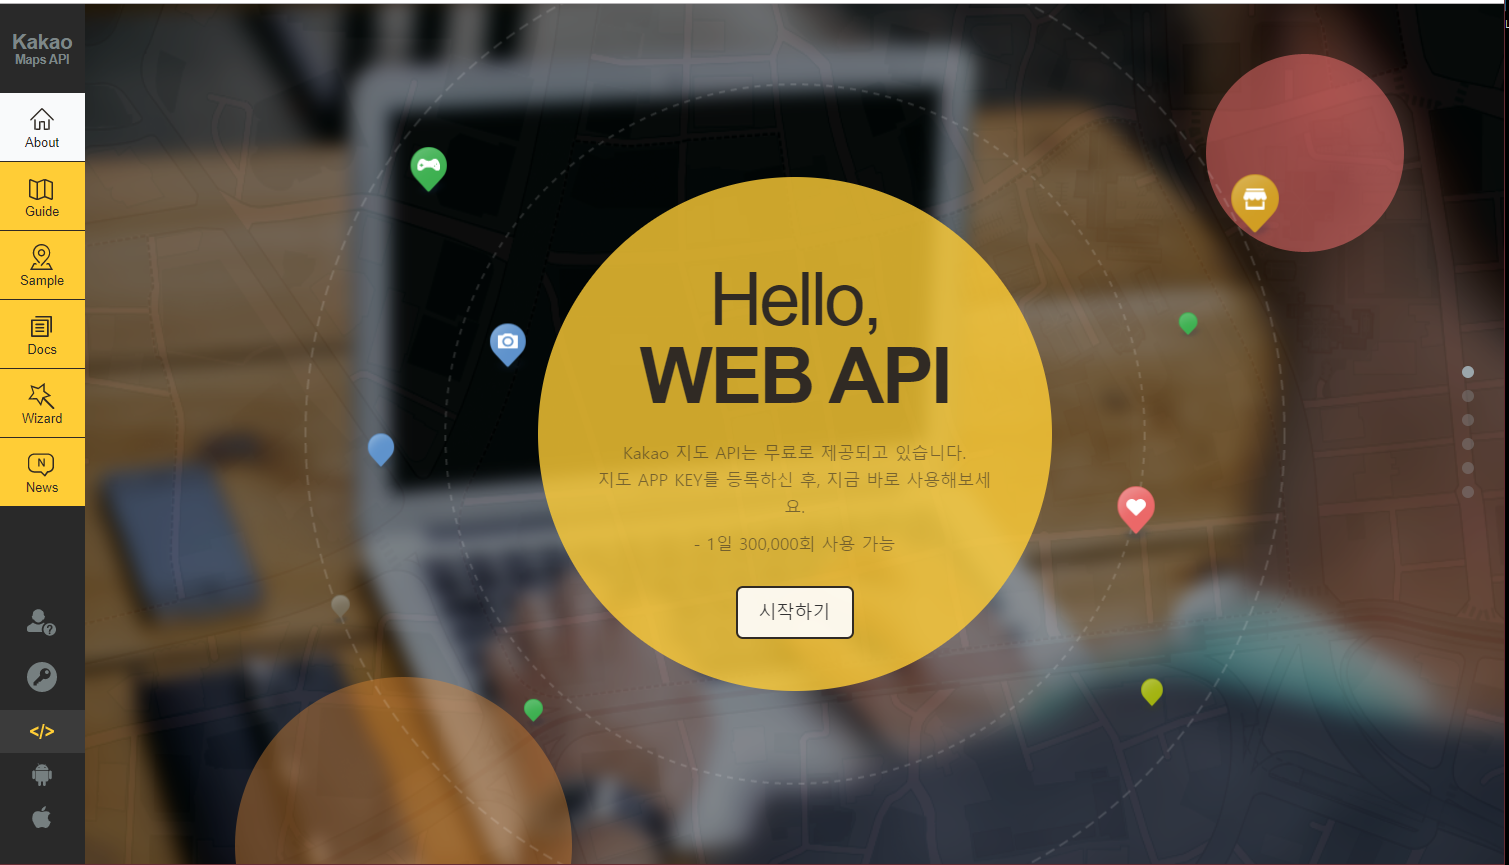 Kakao
Maps API
About
Guide
Sample
Docs
Wizard
N
News
?
</>
Hello,
WEB API
Kakao 지도 API는 무료로 제공되고 있습니다.
지도 APP KEY를 등록하신 후, 지금 바로 사용해보세
요.
- 1일 300,000회 사용 가능
시작하기